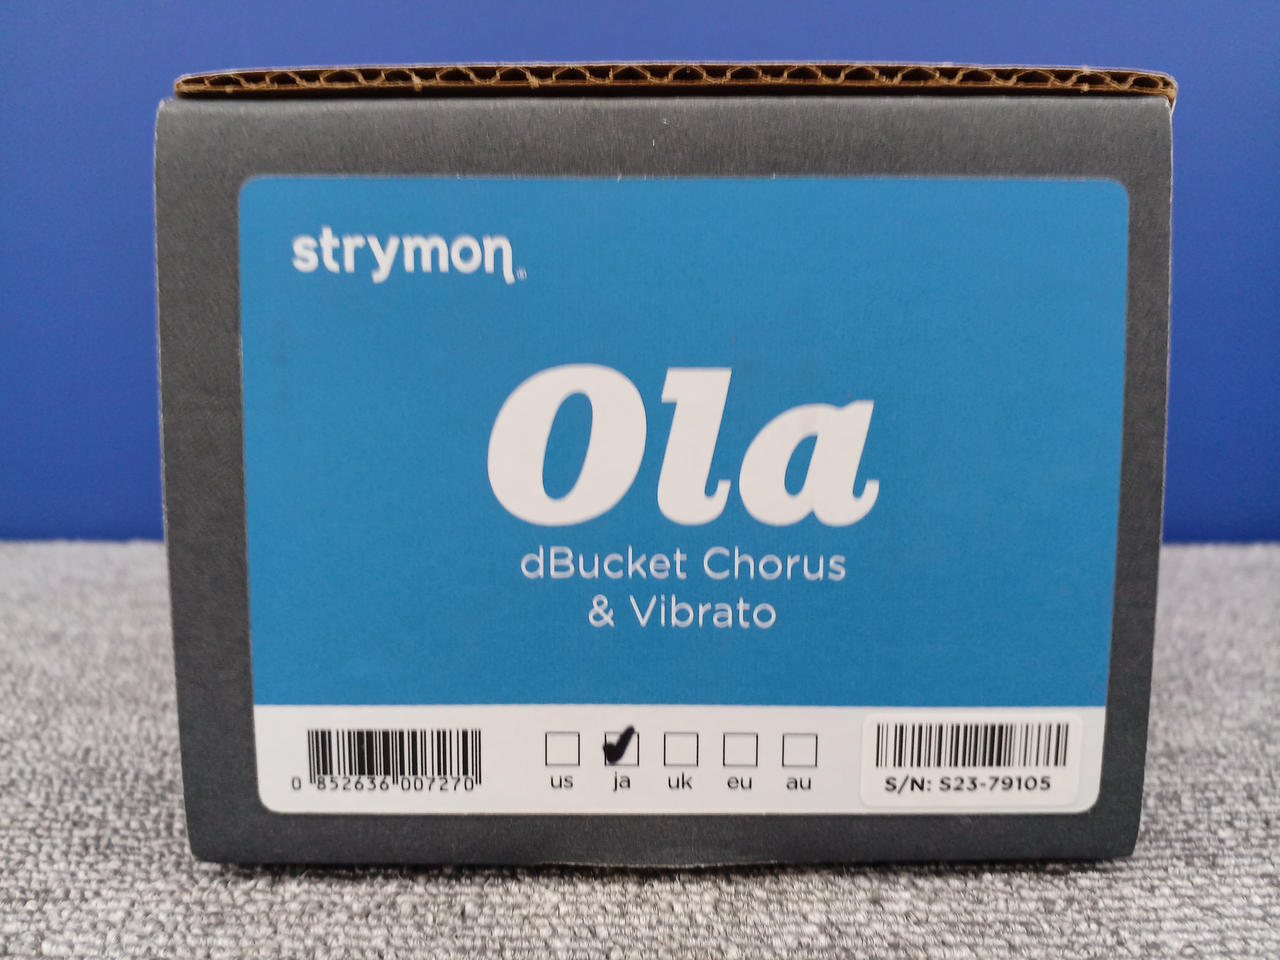 strymon®
Ola
dBucket Chorus
& Vibrato
0 852636 007270
us ja uk eu au
S/N: S23-79105